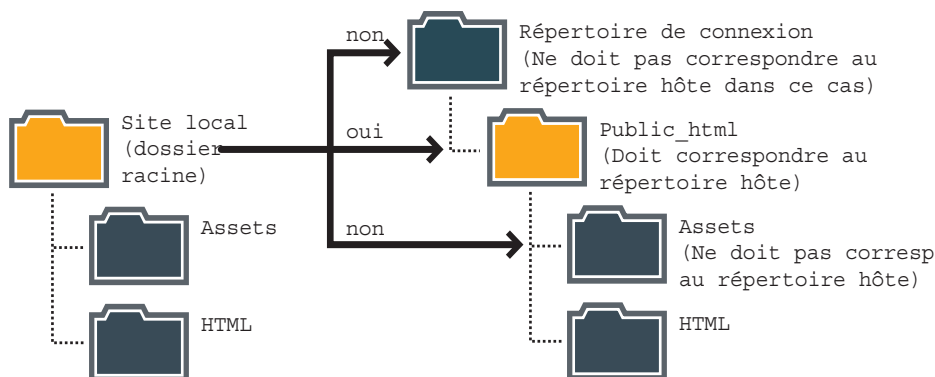 non
Répertoire de connexion
(Ne doit pas correspondre au
répertoire hôte dans ce cas)
Site local
(dossier
racine)
oui
Public_html
(Doit correspondre au
répertoire hôte)
Assets
non
Assets
(Ne doit pas corresp
au répertoire hôte)
HTML
HTML